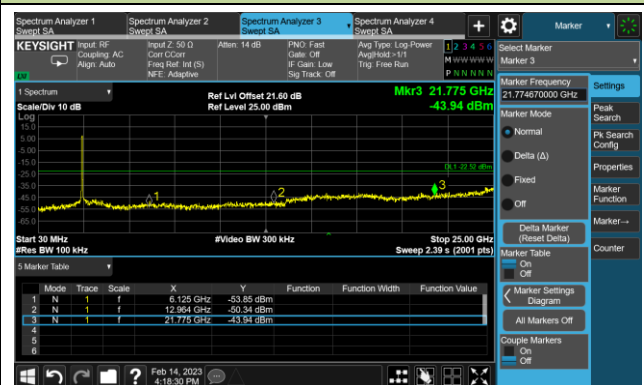 Spectrum Analyzer 1
Swept SA
Spectrum Analyzer 2
Swept SA
Spectrum Analyzer 3
Swept SA
Spectrum Analyzer 4
Swept SA
Marker
KEYSIGHT
Input: RF
Coupling: AC
Align: Auto
Input Z: 50 Ω
Corr CCorr
Freq Ref: Int (S)
NFE: Adaptive
Atten: 14 dB
PNO: Fast
Gate: Off
IF Gain: Low
Sig Track: Off
Avg Type: Log-Power
Avg|Hold:>1/1
Trig: Free Run
1 2 3 4 5 6
M W W W W W
P N N N N N
LXI
Select Marker
Marker 3
1 Spectrum
Scale/Div 10 dB
Ref Lvl Offset 21.60 dB
Ref Level 25.00 dBm
Mkr3 21.775 GHz
-43.94 dBm
Log
15.0
5.00
-5.00
-15.0
-25.0
-35.0
-45.0
-55.0
-65.0
DL1 -22.52 dBm
1
2
3
Start 30 MHz
#Res BW 100 kHz
#Video BW 300 kHz
Stop 25.00 GHz
Sweep 2.39 s (2001 pts)
5 Marker Table
Mode Trace Scale X Y Function Function Width Function Value
1 N 1 f 6.125 GHz -53.85 dBm
2 N 1 f 12.964 GHz -50.34 dBm
3 N 1 f 21.775 GHz -43.94 dBm
4
5
6
Marker Frequency
21.774670000 GHz
Marker Mode
Normal
Delta (Δ)
Fixed
Off
Delta Marker
(Reset Delta)
Marker Table
On
Off
Marker Settings
Diagram
All Markers Off
Couple Markers
On
Off
Settings
Peak
Search
Pk Search
Config
Properties
Marker
Function
Marker→
Counter
?
Feb 14, 2023
4:18:30 PM